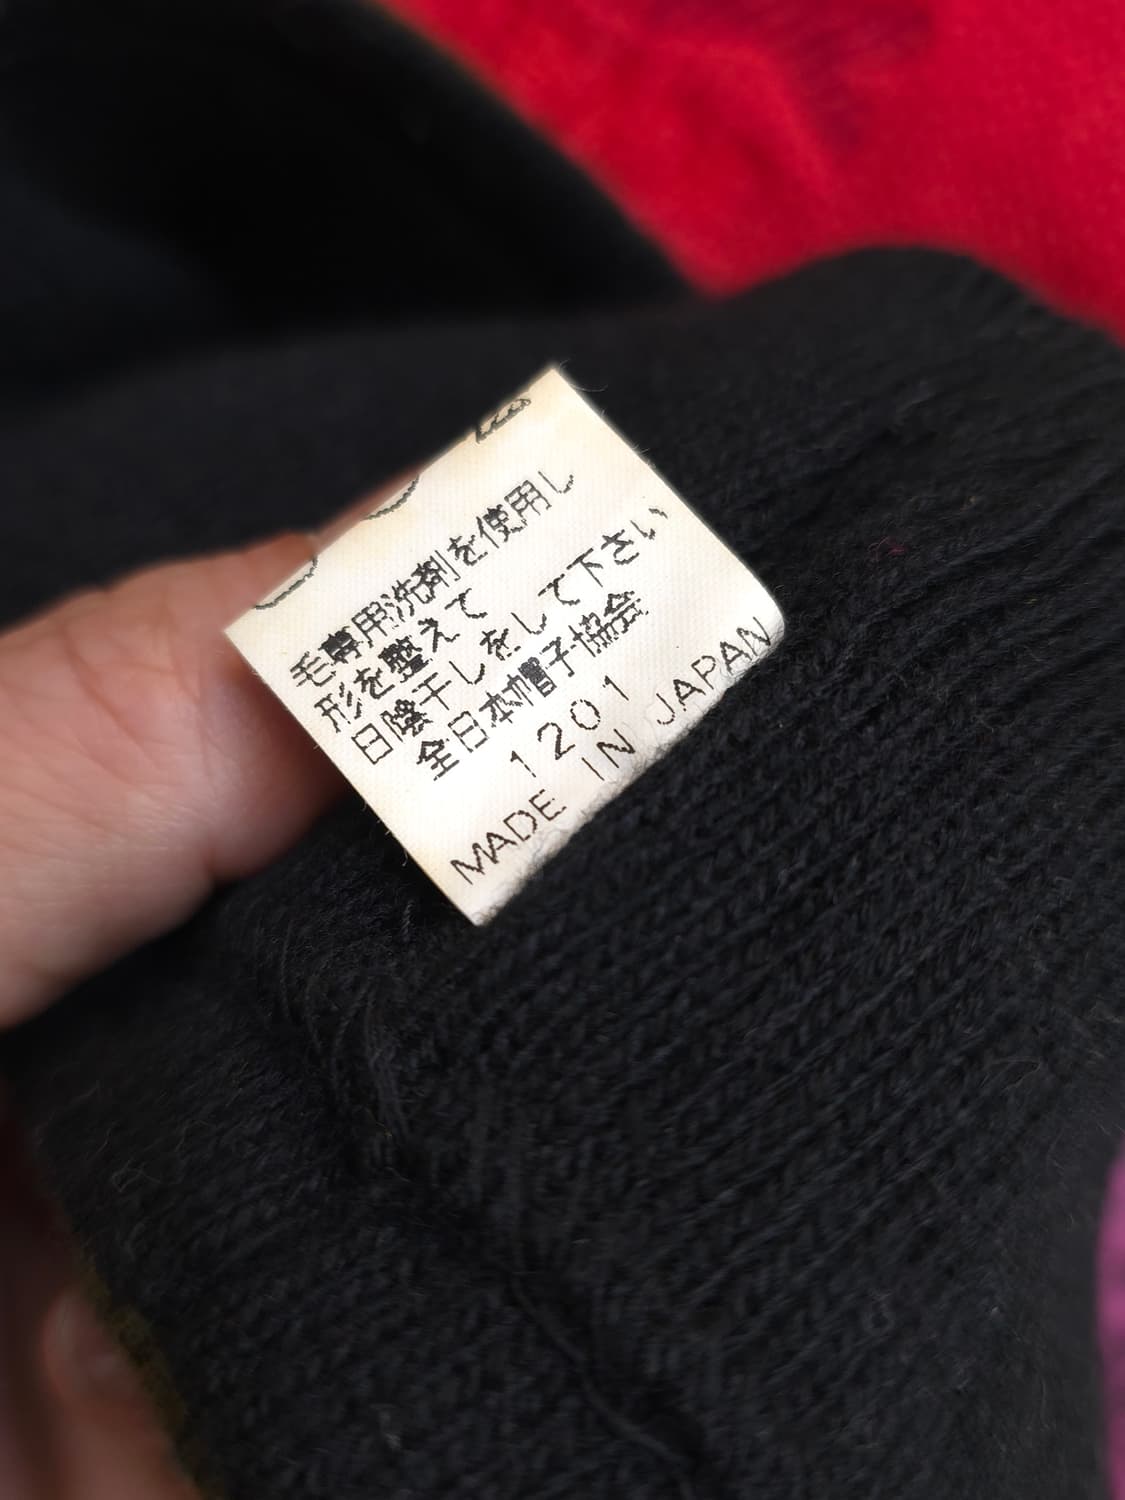 毛専用洗剤を使用し
形を整えて
日陰干しをして下さい
全日本帽子協会
1201
MADE IN JAPAN